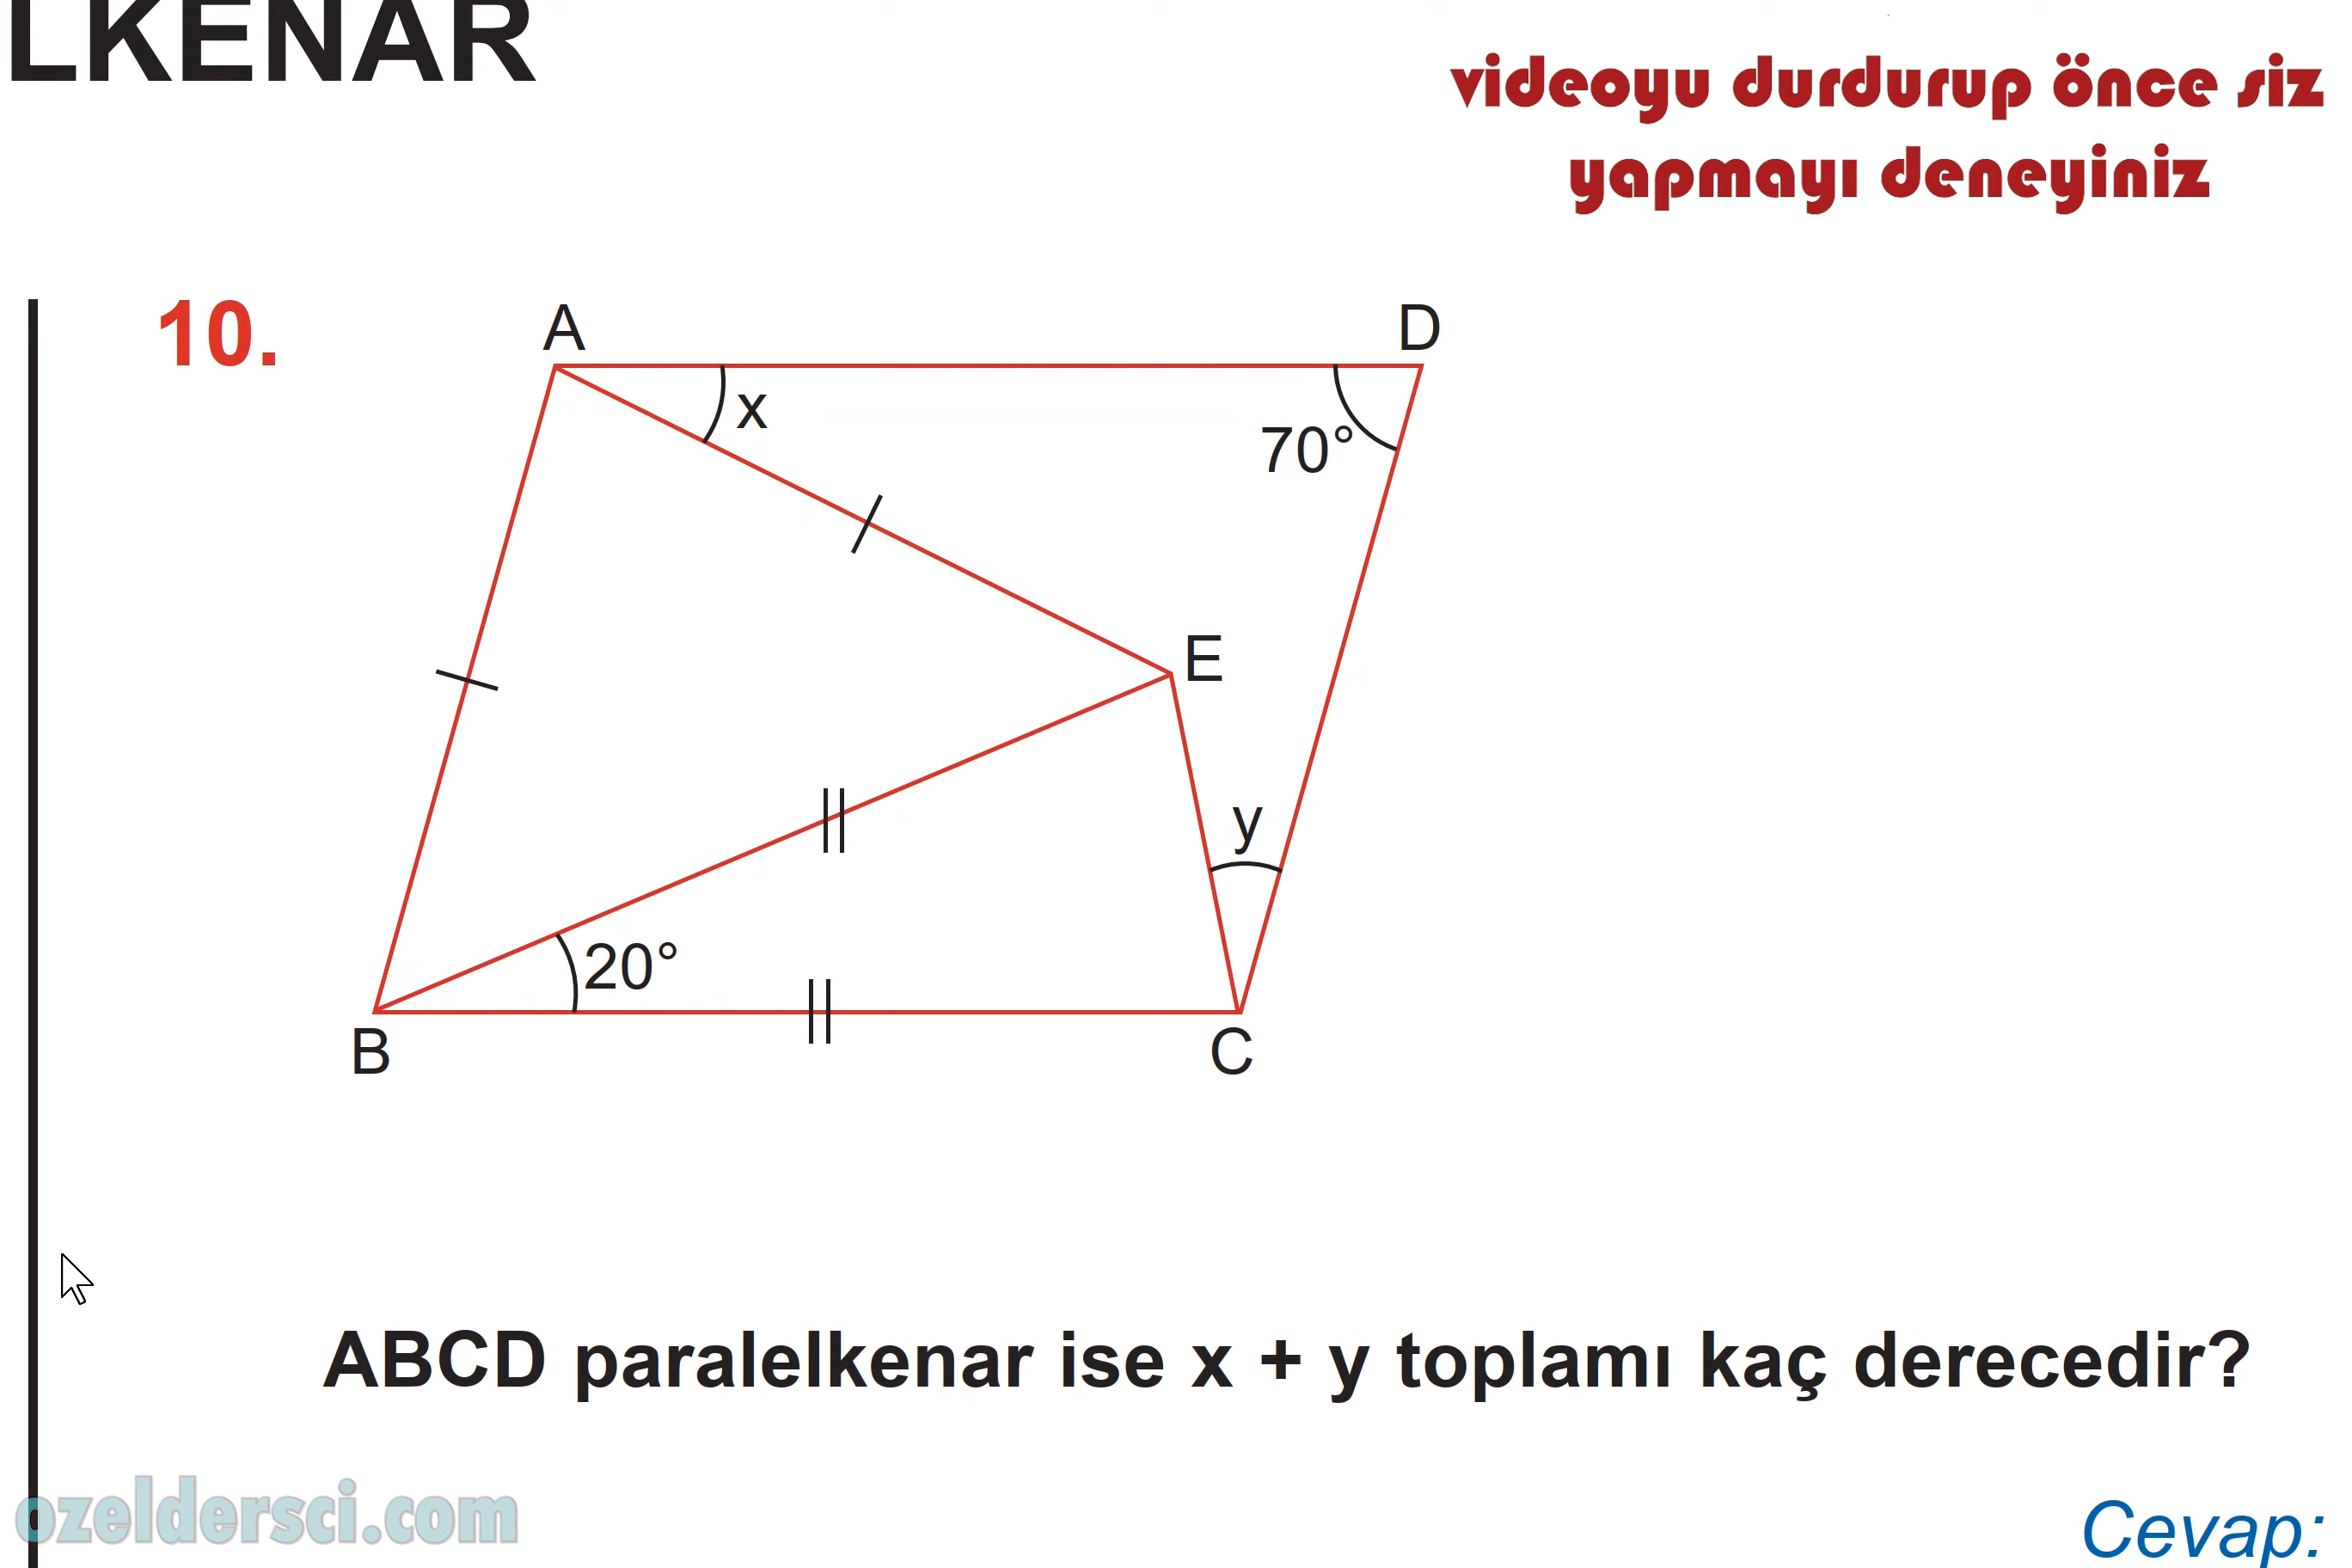 LKENAR
videoyu durdurup önce siz
yapmayı deneyiniz
10.
A
D
x
70°
E
y
20°
B
C
ABCD paralelkenar ise x + y toplamı kaç derecedir?
ozeldersci.com
Cevap: